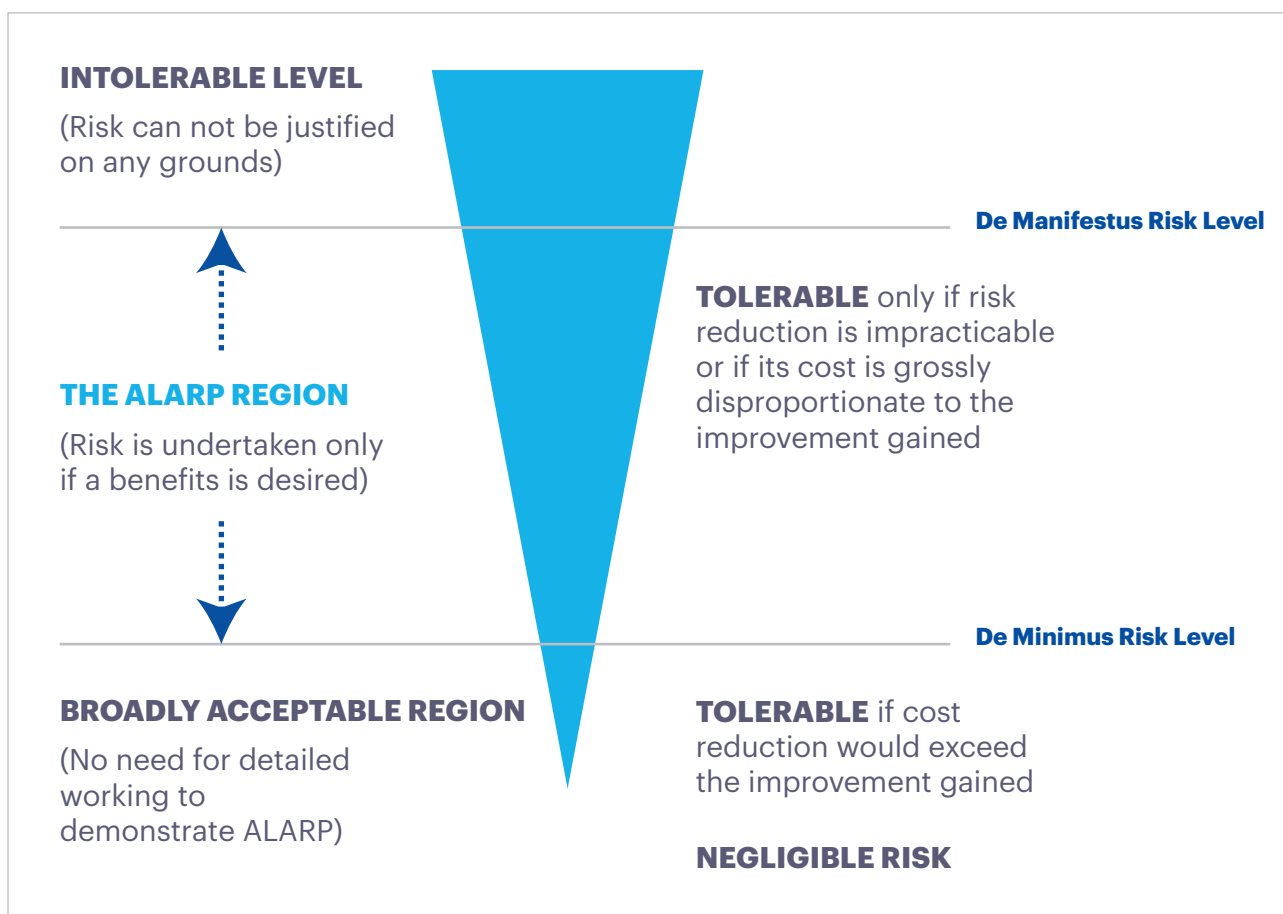 INTOLERABLE LEVEL
(Risk can not be justified
on any grounds)
De Manifestus Risk Level
TOLERABLE only if risk
reduction is impracticable
or if its cost is grossly
disproportionate to the
improvement gained
THE ALARP REGION
(Risk is undertaken only
if a benefits is desired)
De Minimus Risk Level
BROADLY ACCEPTABLE REGION
(No need for detailed
working to
demonstrate ALARP)
TOLERABLE if cost
reduction would exceed
the improvement gained
NEGLIGIBLE RISK